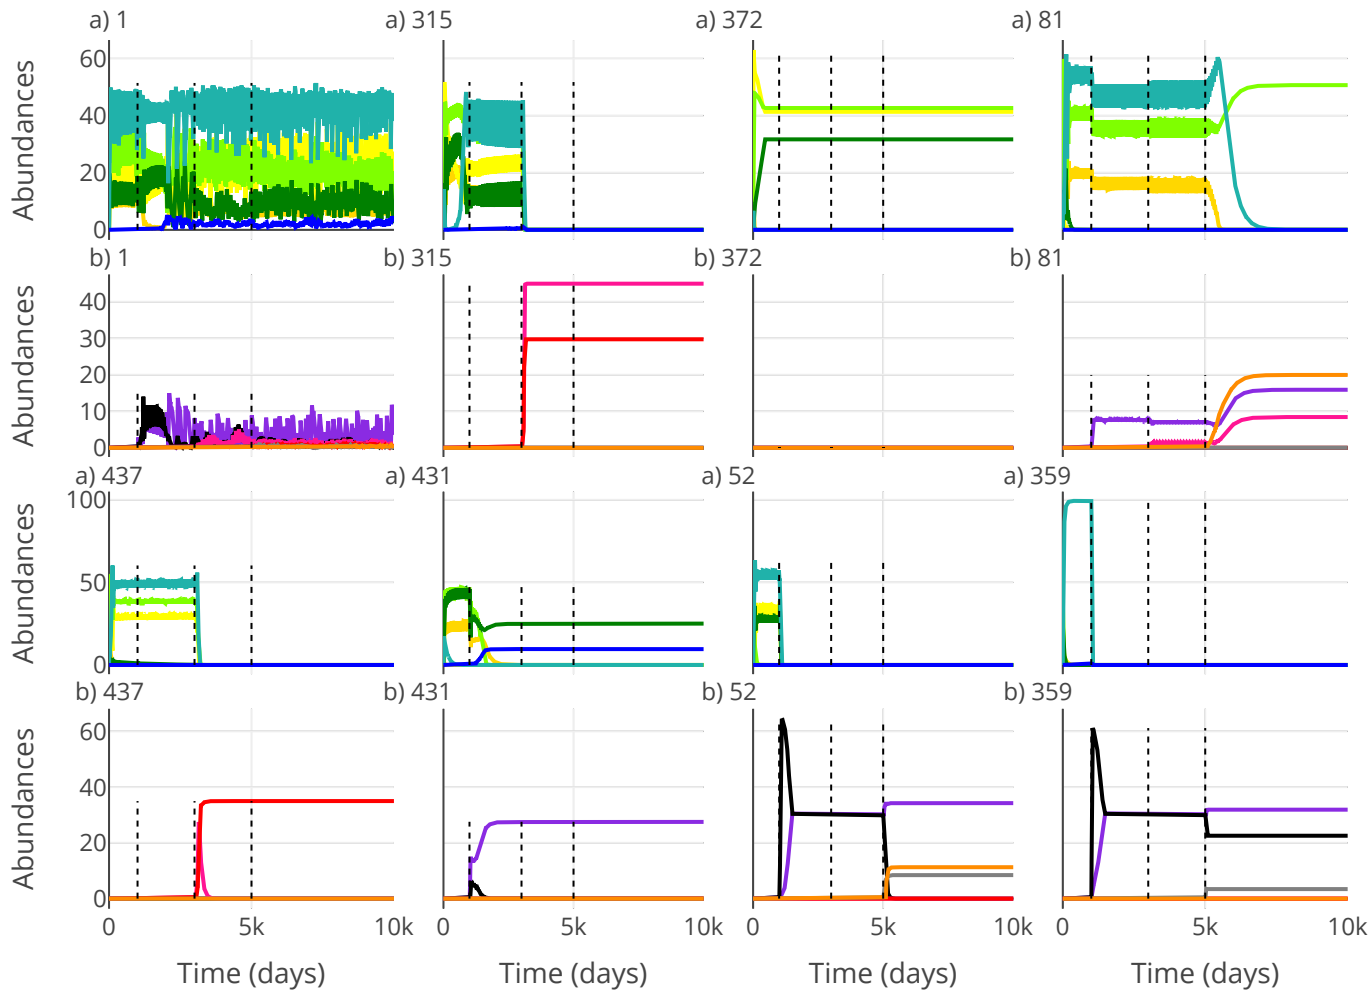 a) 1 a) 315 a) 372 a) 81
60
40
20
0
Abundances
b) 1 b) 315 b) 372 b) 81
40
30
20
10
0
Abundances
a) 437 a) 431 a) 52 a) 359
100
50
0
Abundances
b) 437 b) 431 b) 52 b) 359
60
40
20
0
Abundances
0 5k 10k 0 5k 10k 0 5k 10k 0 5k 10k
Time (days) Time (days) Time (days) Time (days)